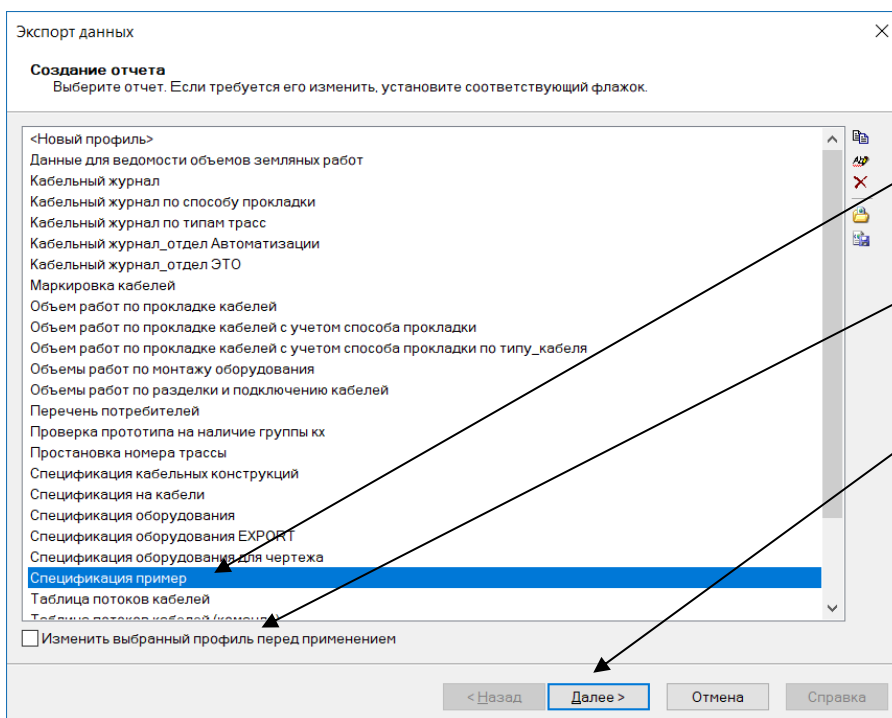 Экспорт данных
Создание отчета
Выберите отчет. Если требуется его изменить, установите соответствующий флажок.
<Новый профиль>
Данные для ведомости объемов земляных работ
Кабельный журнал
Кабельный журнал по способу прокладки
Кабельный журнал по типам трасс
Кабельный журнал_отдел Автоматизации
Кабельный журнал_отдел ЭТО
Маркировка кабелей
Объем работ по прокладке кабелей
Объем работ по прокладке кабелей с учетом способа прокладки
Объем работ по прокладке кабелей с учетом способа прокладки по типу_кабеля
Объемы работ по монтажу оборудования
Объемы работ по разделки и подключению кабелей
Перечень потребителей
Проверка прототипа на наличие группы кх
Простановка номера трассы
Спецификация кабельных конструкций
Спецификация на кабели
Спецификация оборудования
Спецификация оборудования EXPORT
Спецификация оборудования для чертежа
Спецификация пример
Таблица потоков кабелей
Таблица потоков кабелей (команда)
Изменить выбранный профиль перед применением
< Назад Далее > Отмена Справка